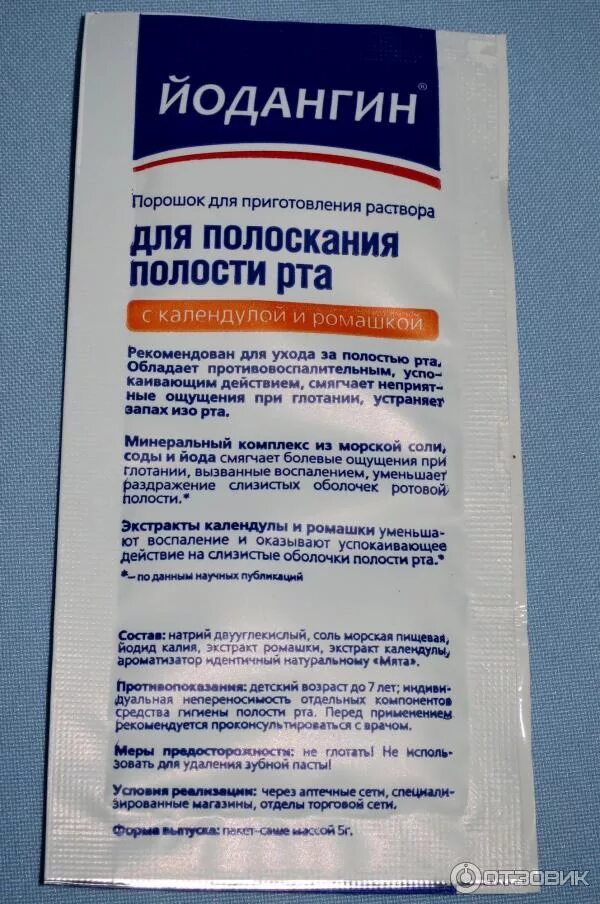 ЙОДАНГИН®
Порошок для приготовления раствора
для полоскания
полости рта
с календулой и ромашкой
Рекомендован для ухода за полостью рта.
Обладает противовоспалительным, успо-
каивающим действием, смягчает неприят-
ные ощущения при глотании, устраняет
запах изо рта.
Минеральный комплекс из морской соли,
соды и йода смягчает болевые ощущения при
глотании, вызванные воспалением, уменьшает
раздражение слизистых оболочек ротовой
полости.*
Экстракты календулы и ромашки уменьша-
ют воспаление и оказывают успокаивающее
действие на слизистые оболочки полости рта.*
*– по данным научных публикаций
Состав: натрий двууглекислый, соль морская пищевая,
йодид калия, экстракт ромашки, экстракт календулы,
ароматизатор идентичный натуральному «Мята».
Противопоказания: детский возраст до 7 лет; индиви-
дуальная непереносимость отдельных компонентов
средства гигиены полости рта. Перед применением
рекомендуется проконсультироваться с врачом.
Меры предосторожности: не глотать! Не исполь-
зовать для удаления зубной пасты!
Условия реализации: через аптечные сети, специали-
зированные магазины, отделы торговой сети.
Форма выпуска: пакет-саше массой 5г.
ОТЗОВИК